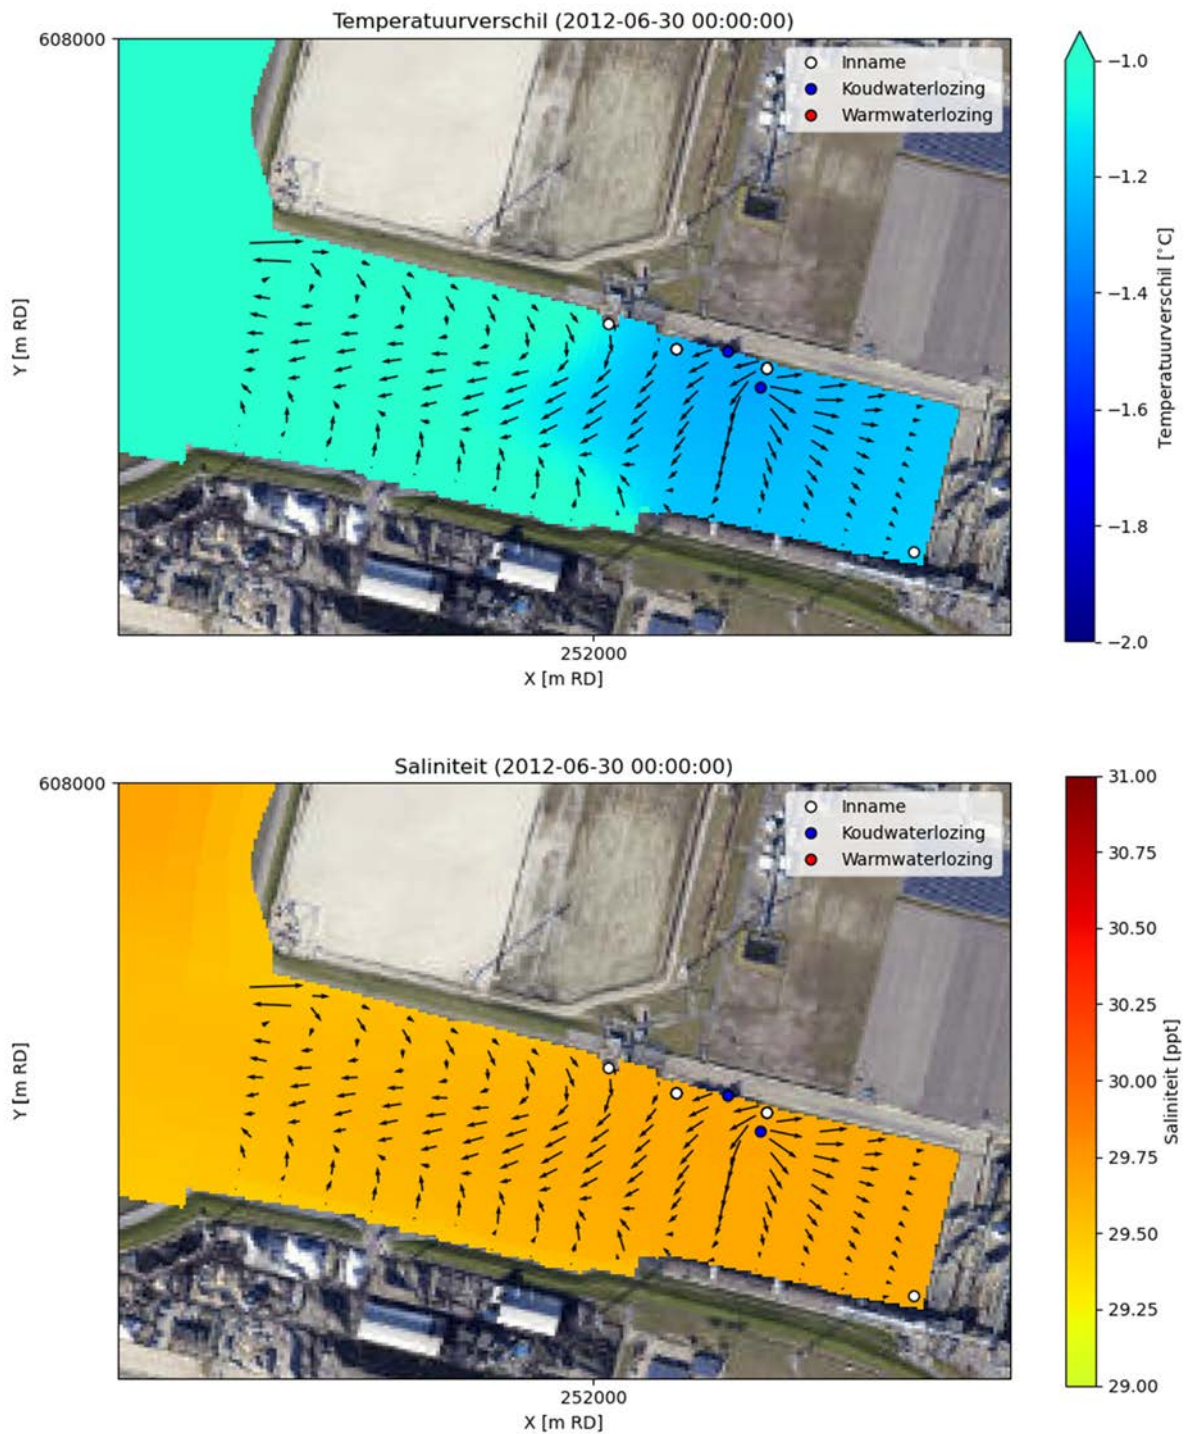 Temperatuurverschil (2012-06-30 00:00:00)
608000
Inname
Koudwaterlozing
Warmwaterlozing
Y [m RD]
252000
X [m RD]
−1.0
−1.2
−1.4
−1.6
−1.8
−2.0
Temperatuurverschil [°C]
Saliniteit (2012-06-30 00:00:00)
608000
Inname
Koudwaterlozing
Warmwaterlozing
Y [m RD]
252000
X [m RD]
31.00
30.75
30.50
30.25
30.00
29.75
29.50
29.25
29.00
Saliniteit [ppt]